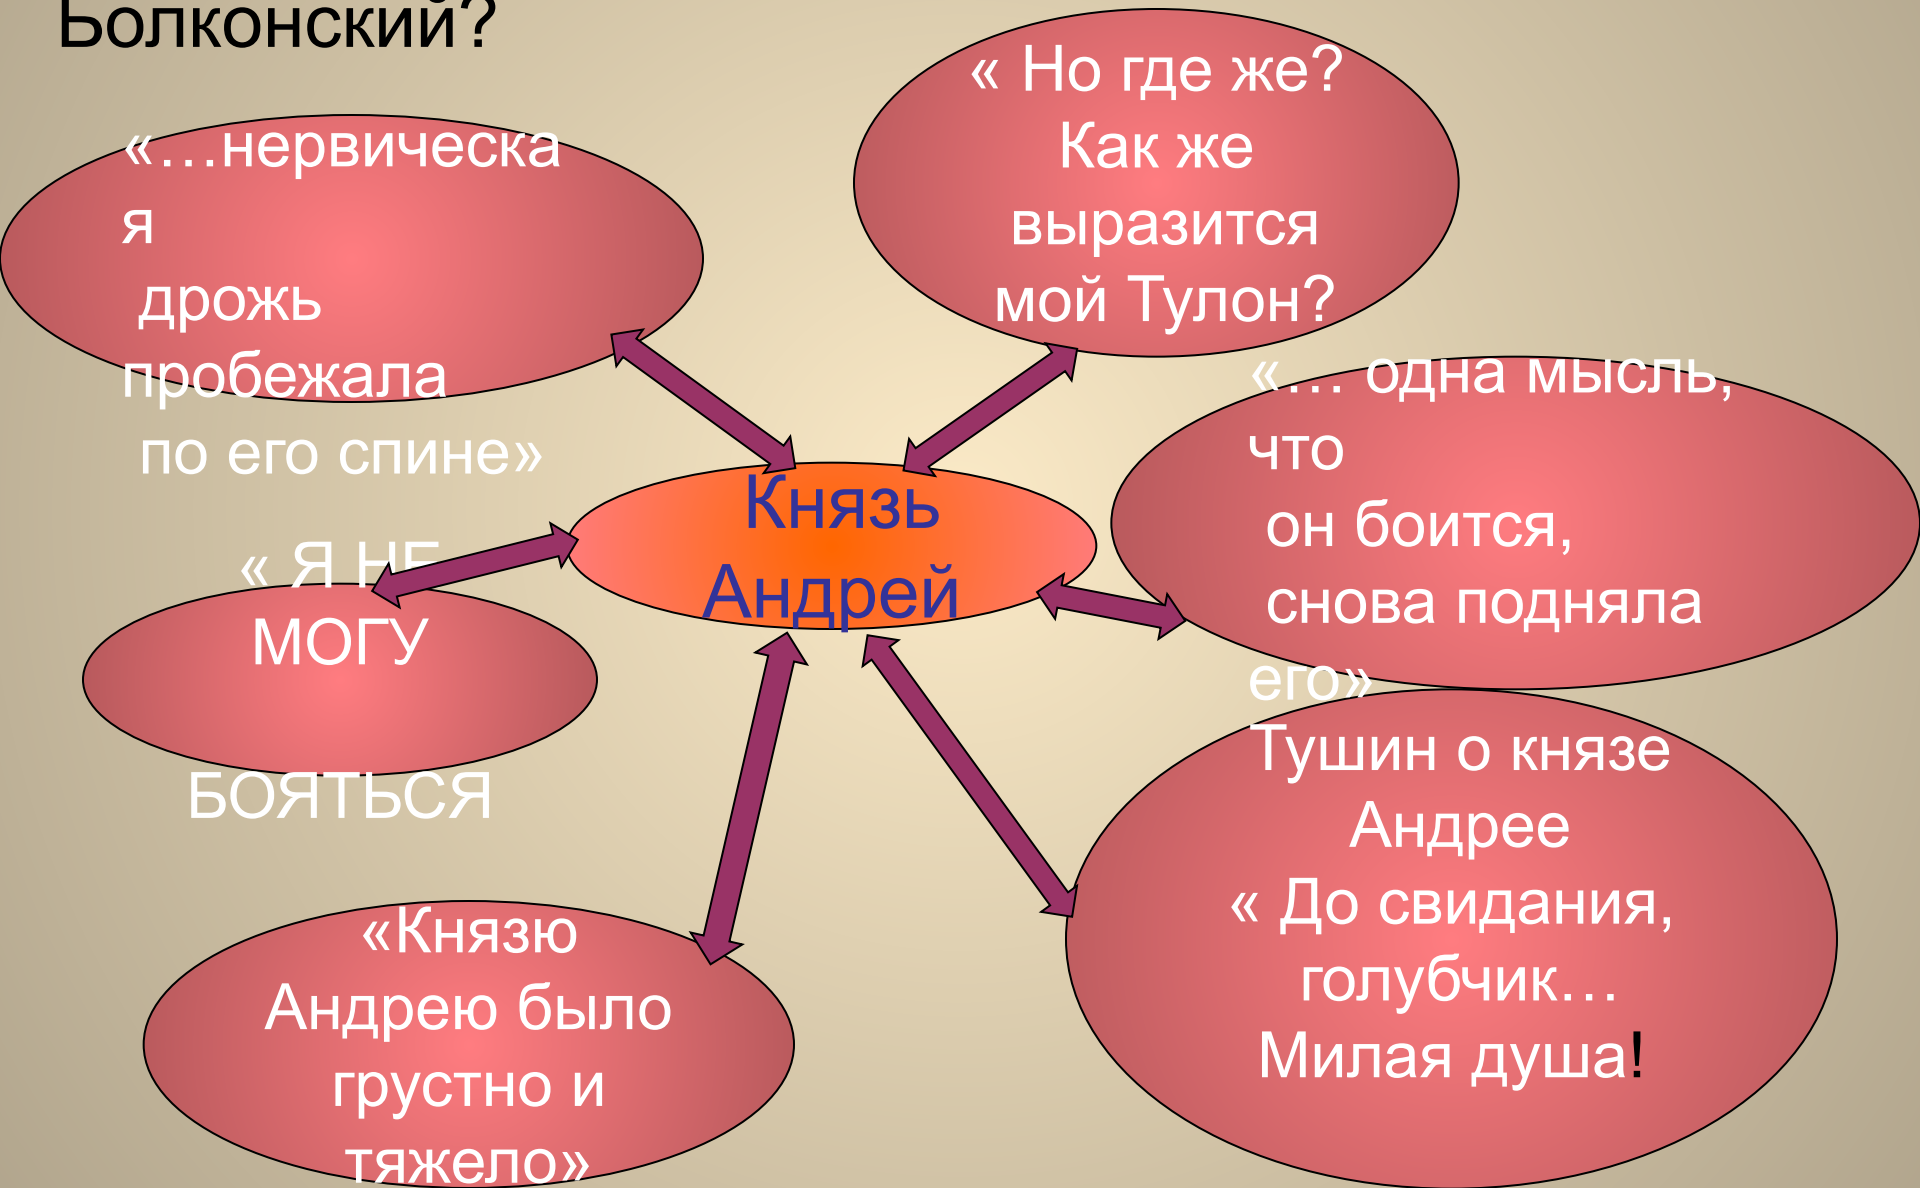 Болконский?
«…нервическа
я
дрожь
пробежала
по его спине»
« Но где же?
Как же
выразится
мой Тулон?
«… одна мысль,
что
он боится,
снова подняла
его»
Князь
Андрей
« Я НЕ
МОГУ
БОЯТЬСЯ
«Князю
Андрею было
грустно и
тяжело»
Тушин о князе
Андрее
« До свидания,
голубчик…
Милая душа!